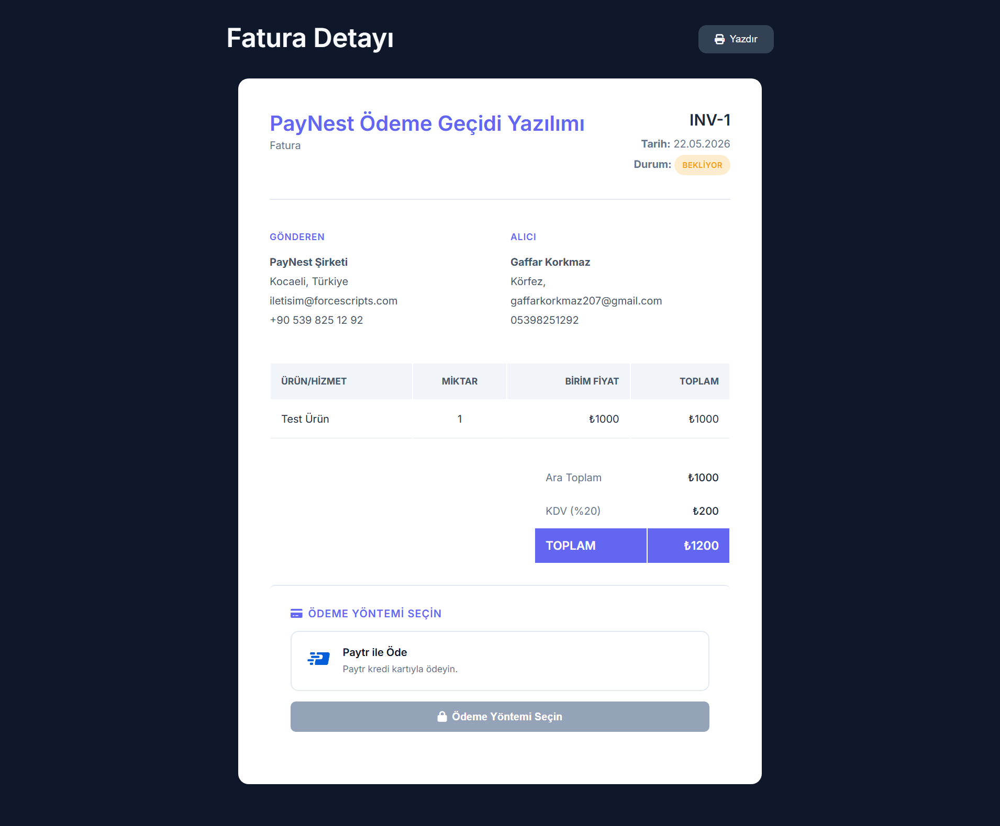 Fatura Detayı
Yazdır
PayNest Ödeme Geçidi Yazılımı
Fatura
INV-1
Tarih: 22.05.2026
Durum: BEKLİYOR
GÖNDEREN
PayNest Şirketi
Kocaeli, Türkiye
iletisim@forcescripts.com
+90 539 825 12 92
ALICI
Gaffar Korkmaz
Körfez,
gaffarkorkmaz207@gmail.com
05398251292
ÜRÜN/HİZMET MİKTAR BİRİM FİYAT TOPLAM
Test Ürün 1 ₺1000 ₺1000
Ara Toplam ₺1000
KDV (%20) ₺200
TOPLAM ₺1200
ÖDEME YÖNTEMİ SEÇİN
Paytr ile Öde
Paytr kredi kartıyla ödeyin.
Ödeme Yöntemi Seçin